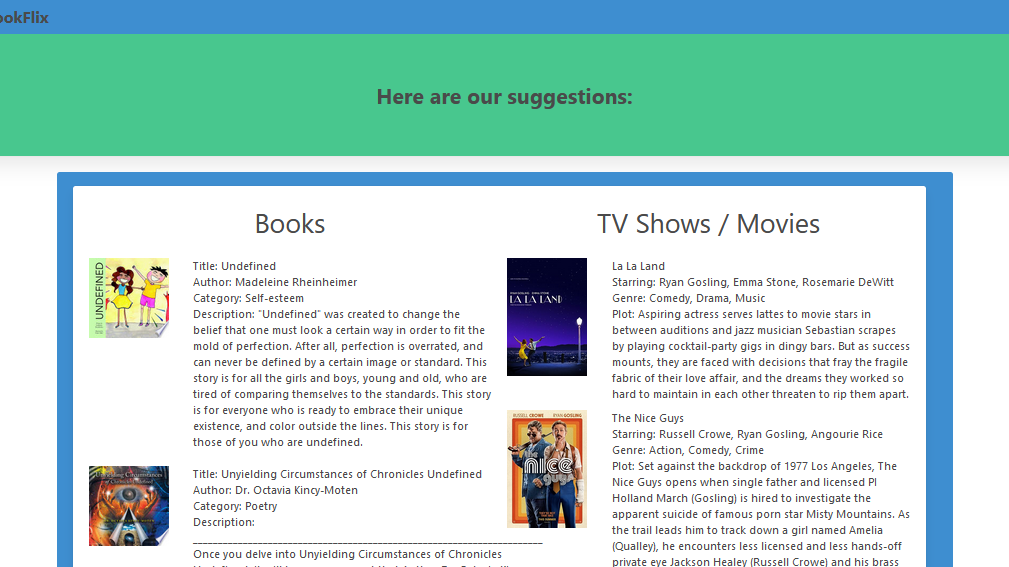 ookFlix
Here are our suggestions:
Books
UNDEFINED
Title: Undefined
Author: Madeleine Rheinheimer
Category: Self-esteem
Description: "Undefined" was created to change the
belief that one must look a certain way in order to fit the
mold of perfection. After all, perfection is overrated, and
can never be defined by a certain image or standard. This
story is for all the girls and boys, young and old, who are
tired of comparing themselves to the standards. This story
is for everyone who is ready to embrace their unique
existence, and color outside the lines. This story is for
those of you who are undefined.
Unyielding Circumstances
Title: Unyielding Circumstances of Chronicles Undefined
Author: Dr. Octavia Kincy-Moten
Category: Poetry
Description:
Once you delve into Unyielding Circumstances of Chronicles
TV Shows / Movies
LA LA LAND
La La Land
Starring: Ryan Gosling, Emma Stone, Rosemarie DeWitt
Genre: Comedy, Drama, Music
Plot: Aspiring actress serves lattes to movie stars in
between auditions and jazz musician Sebastian scrapes
by playing cocktail-party gigs in dingy bars. But as success
mounts, they are faced with decisions that fray the fragile
fabric of their love affair, and the dreams they worked so
hard to maintain in each other threaten to rip them apart.
RUSSELL CROWE RYAN GOSLING
the NICE GUYS
The Nice Guys
Starring: Russell Crowe, Ryan Gosling, Angourie Rice
Genre: Action, Comedy, Crime
Plot: Set against the backdrop of 1977 Los Angeles, The
Nice Guys opens when single father and licensed PI
Holland March (Gosling) is hired to investigate the
apparent suicide of famous porn star Misty Mountains. As
the trail leads him to track down a girl named Amelia
(Qualley), he encounters less licensed and less hands-off
private eye Jackson Healey (Russell Crowe) and his brass